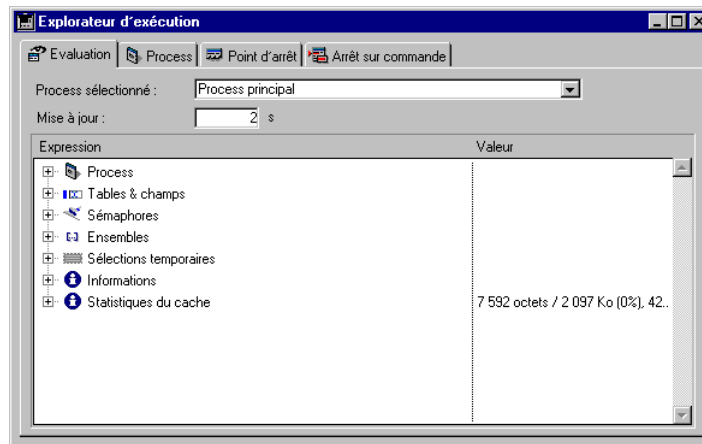 Explorateur d'exécution
Evaluation Process Point d'arrêt Arrêt sur commande
Process sélectionné : Process principal
Mise à jour : 2 s
Expression Valeur
Process
Tables & champs
Sémaphores
Ensembles
Sélections temporaires
Informations
Statistiques du cache 7 592 octets / 2 097 Ko (0%), 42..